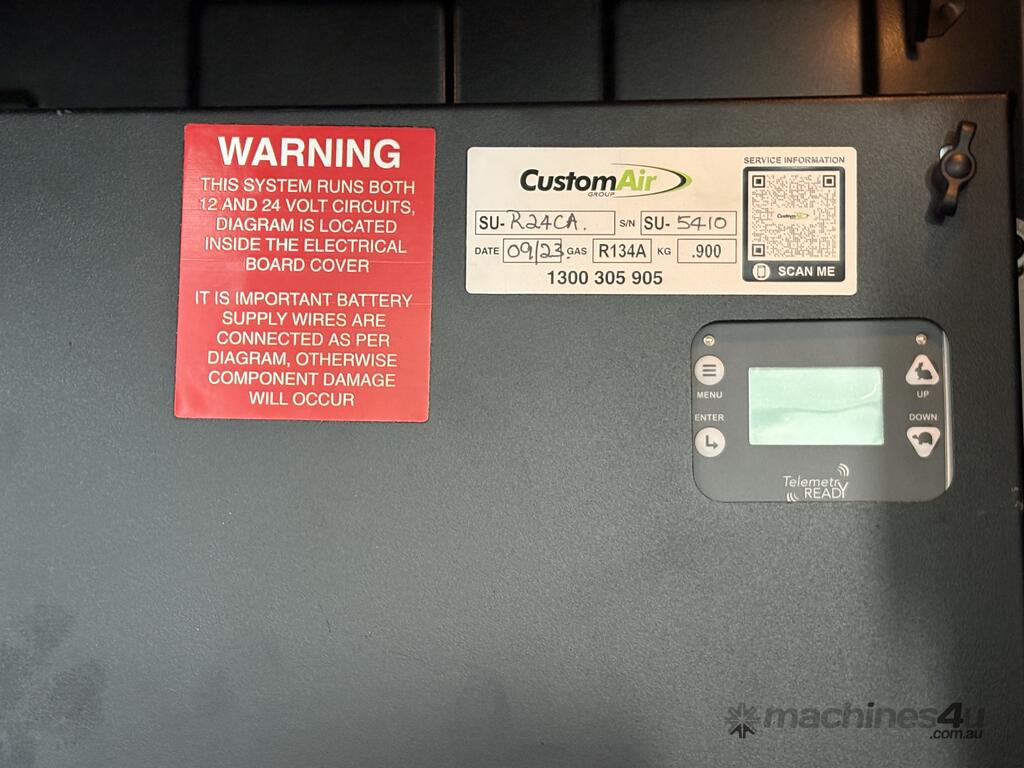 WARNING
THIS SYSTEM RUNS BOTH
12 AND 24 VOLT CIRCUITS,
DIAGRAM IS LOCATED
INSIDE THE ELECTRICAL
BOARD COVER
IT IS IMPORTANT BATTERY
SUPPLY WIRES ARE
CONNECTED AS PER
DIAGRAM, OTHERWISE
COMPONENT DAMAGE
WILL OCCUR
CustomAir
GROUP
SU- R24CA. S/N SU- 5410
DATE 09/23 GAS R134A KG .900
1300 305 905
SERVICE INFORMATION
CustomAir
SCAN ME
MENU
ENTER
UP
DOWN
Telemetry
READY
machines4u
.com.au